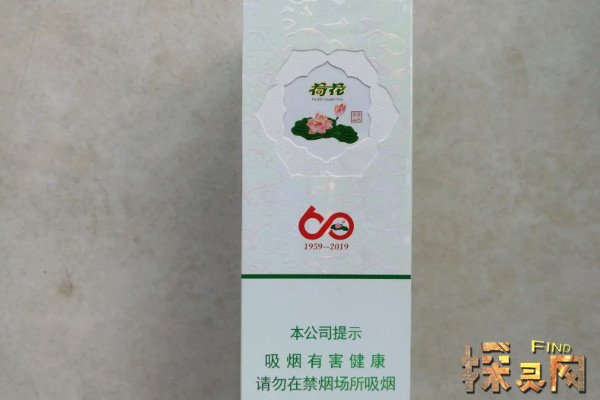 荷花
1959—2019
本公司提示
吸烟有害健康
请勿在禁烟场所吸烟
FIND
探灵网